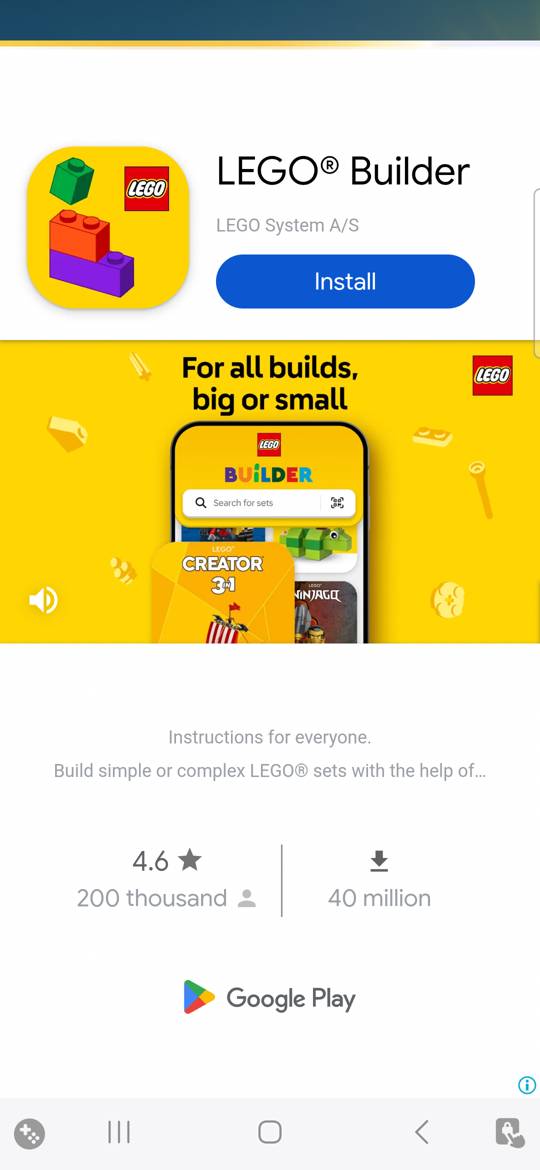 LEGO
LEGO® Builder
LEGO System A/S
Install
For all builds,
big or small
LEGO
LEGO
BUiLDER
Search for sets
LEGO
CREATOR
3IN1
LEGO
NINJAGO
Instructions for everyone.
Build simple or complex LEGO® sets with the help of…
4.6
200 thousand
40 million
Google Play